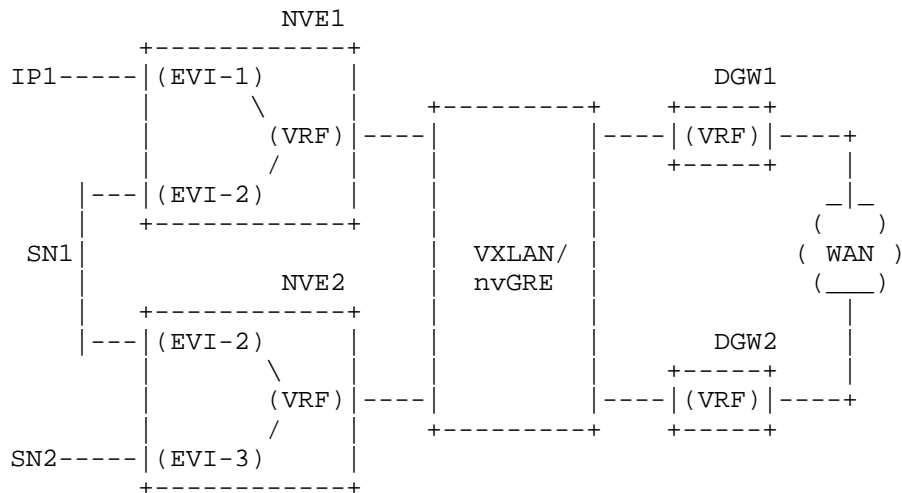 NVE1
IP1-----|(EVI-1) DGW1
(VRF)|----| |----|(VRF)|----+
|---|(EVI-2)
SN1| VXLAN/ ( WAN )
NVE2 nvGRE (___)
|---|(EVI-2) DGW2
(VRF)|----| |----|(VRF)|----+
SN2-----|(EVI-3)